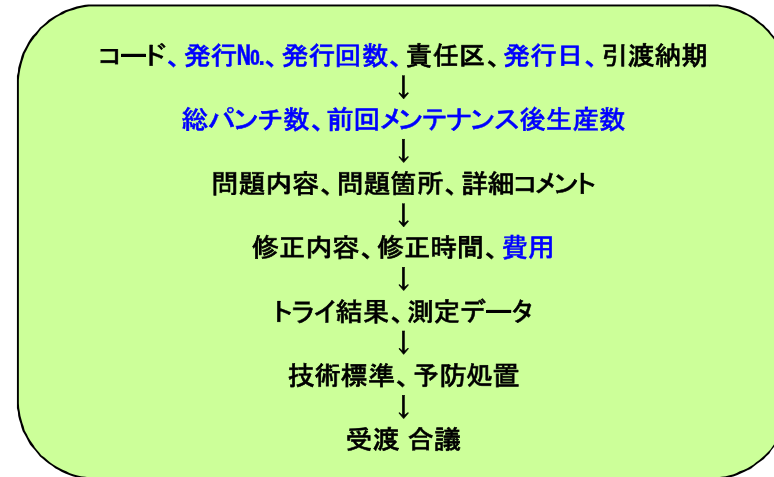 コード、発行№、発行回数、責任区、発行日、引渡納期
↓
総パンチ数、前回メンテナンス後生産数
↓
問題内容、問題箇所、詳細コメント
↓
修正内容、修正時間、費用
↓
トライ結果、測定データ
↓
技術標準、予防処置
↓
受渡 合議